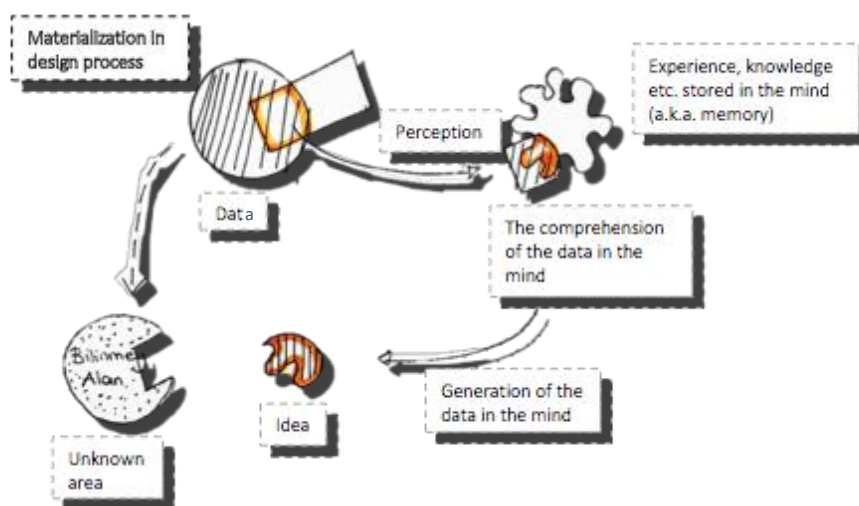 Materialization in
design process
Experience, knowledge
etc. stored in the mind
(a.k.a. memory)
Perception
Data
The comprehension
of the data in the
mind
Bilinmeyen
Alan
Generation of the
data in the mind
Idea
Unknown
area